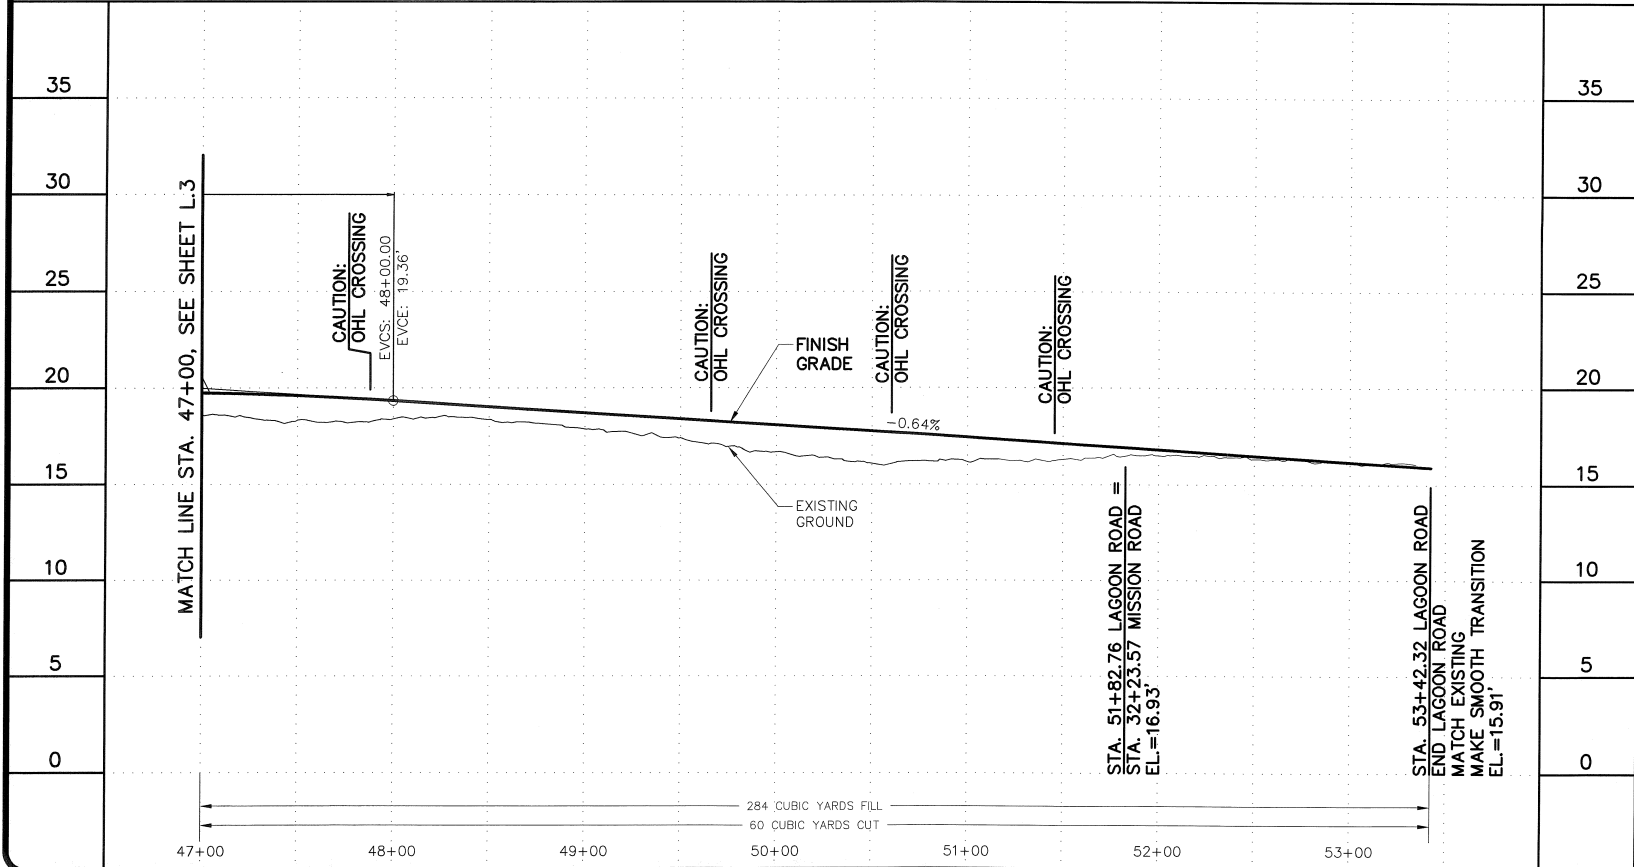 35
30
25
20
15
10
5
0
MATCH LINE STA. 47+00, SEE SHEET L.3
CAUTION:
OHL CROSSING
EVCS: 48+00.00
EVCE: 19.36'
CAUTION:
OHL CROSSING
FINISH
GRADE
CAUTION:
OHL CROSSING
-0.64%
CAUTION:
OHL CROSSING
EXISTING
GROUND
STA. 51+82.76 LAGOON ROAD =
STA. 32+23.57 MISSION ROAD
EL.=16.93'
STA. 53+42.32 LAGOON ROAD
END LAGOON ROAD
MATCH EXISTING
MAKE SMOOTH TRANSITION
EL.=15.91'
35
30
25
20
15
10
5
0
284 CUBIC YARDS FILL
60 CUBIC YARDS CUT
47+00 48+00 49+00 50+00 51+00 52+00 53+00